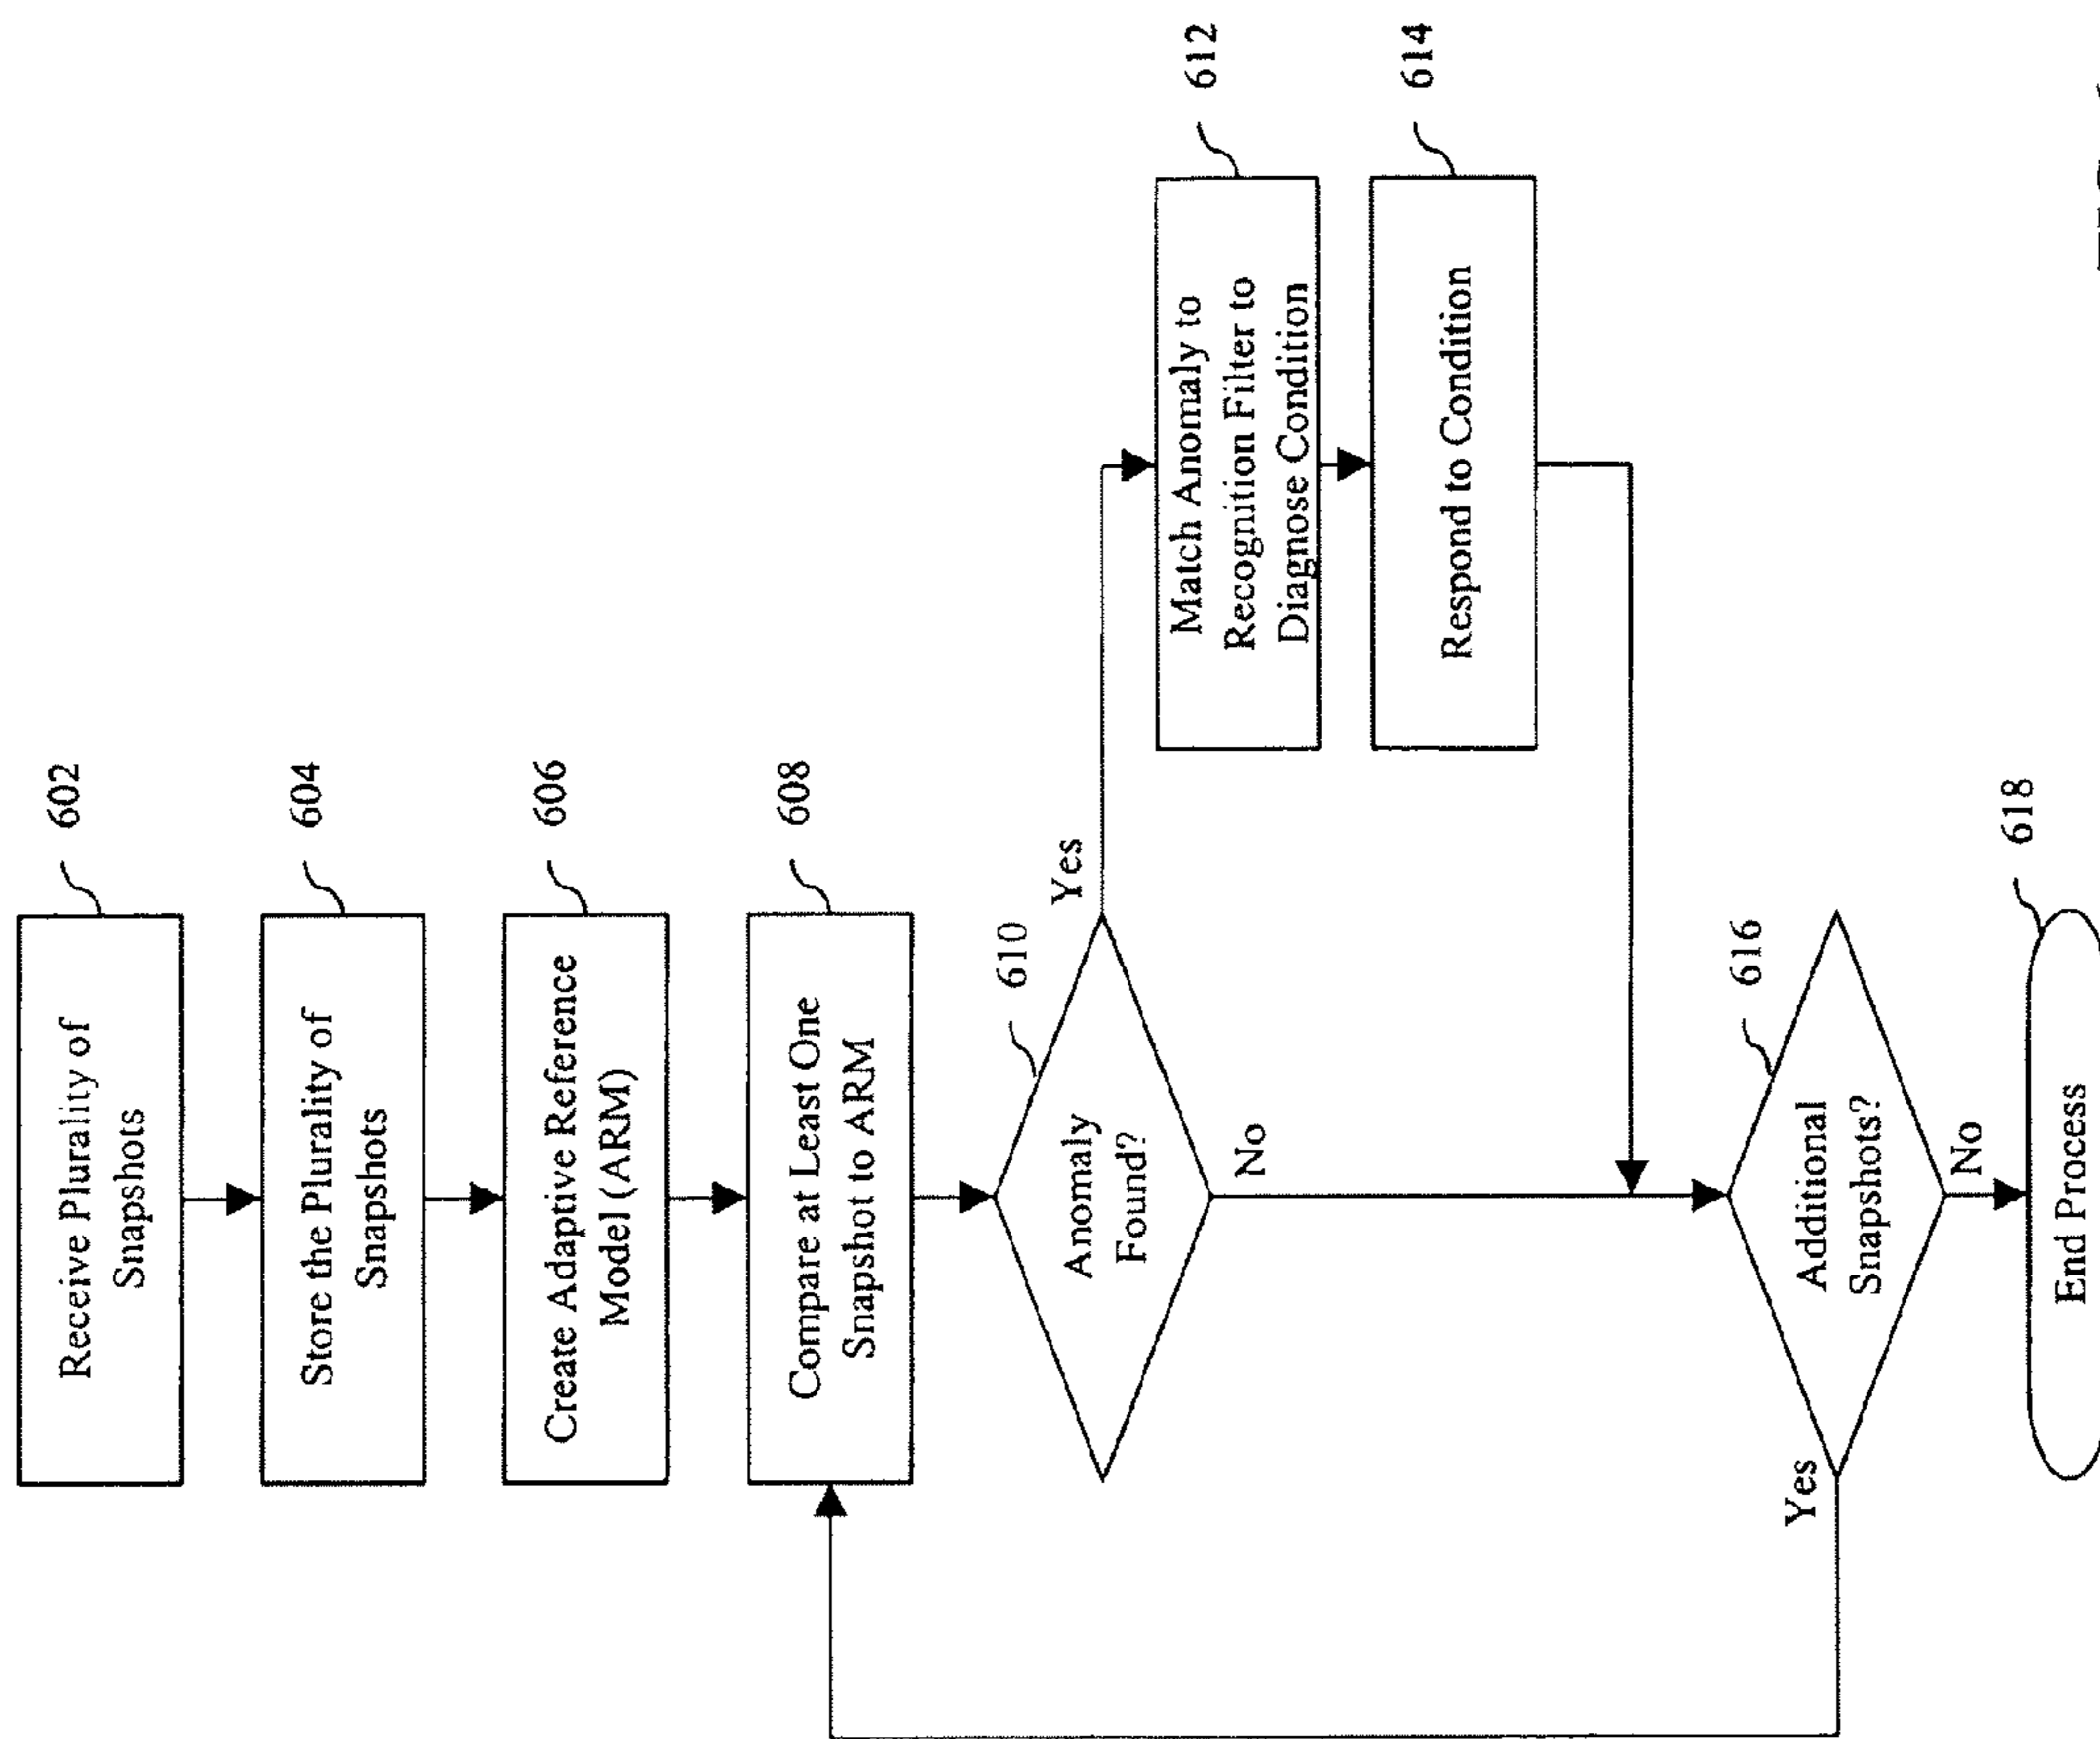 602
Receive Plurality of
Snapshots
604
Store the Plurality of
Snapshots
606
Create Adaptive Reference
Model (ARM)
608
Compare at Least One
Snapshot to ARM
610
Anomaly
Found?
Yes
No
612
Match Anomaly to
Recognition Filter to
Diagnose Condition
614
Respond to Condition
616
Additional
Snapshots?
Yes
No
618
End Process